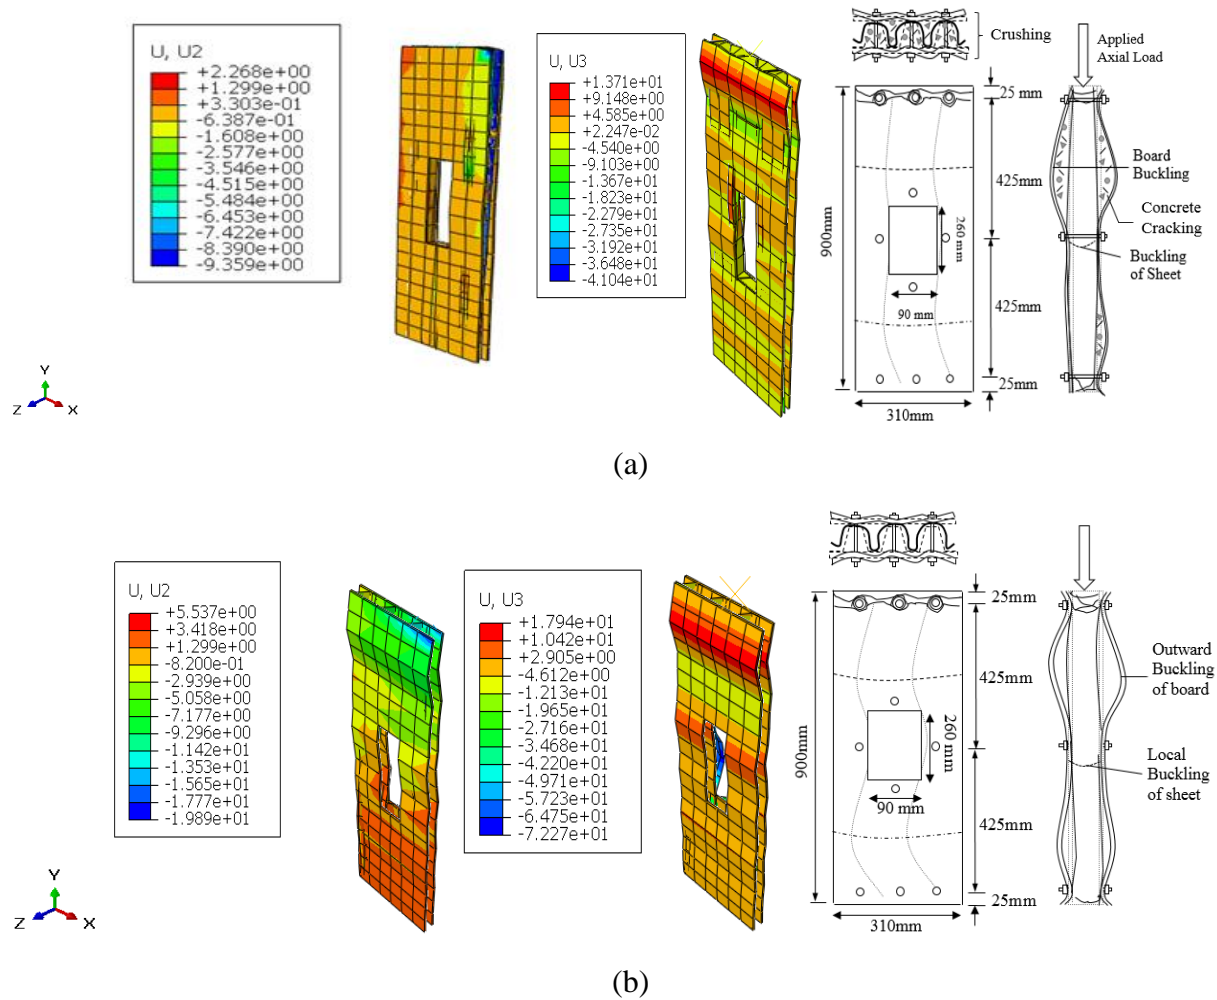 U, U2
+2.268e+00
+1.299e+00
+3.303e-01
-6.387e-01
-1.608e+00
-2.577e+00
-3.546e+00
-4.515e+00
-5.484e+00
-6.453e+00
-7.422e+00
-8.390e+00
-9.359e+00
U, U3
+1.371e+01
+9.148e+00
+4.585e+00
+2.247e-02
-4.540e+00
-9.103e+00
-1.367e+01
-1.823e+01
-2.279e+01
-2.735e+01
-3.192e+01
-3.648e+01
-4.104e+01
Crushing
Applied
Axial Load
25 mm
Board
Buckling
425mm
Concrete
Cracking
900mm
260 mm
Buckling
of Sheet
90 mm
425mm
25mm
310mm
Y
Z
X
(a)
U, U2
+5.537e+00
+3.418e+00
+1.299e+00
-8.200e-01
-2.939e+00
-5.058e+00
-7.177e+00
-9.296e+00
-1.142e+01
-1.353e+01
-1.565e+01
-1.777e+01
-1.989e+01
U, U3
+1.794e+01
+1.042e+01
+2.905e+00
-4.612e+00
-1.213e+01
-1.965e+01
-2.716e+01
-3.468e+01
-4.220e+01
-4.971e+01
-5.723e+01
-6.475e+01
-7.227e+01
25mm
Outward
Buckling
of board
425mm
900mm
260 mm
Local
Buckling
of sheet
90 mm
425mm
25mm
310mm
Y
Z
X
(b)